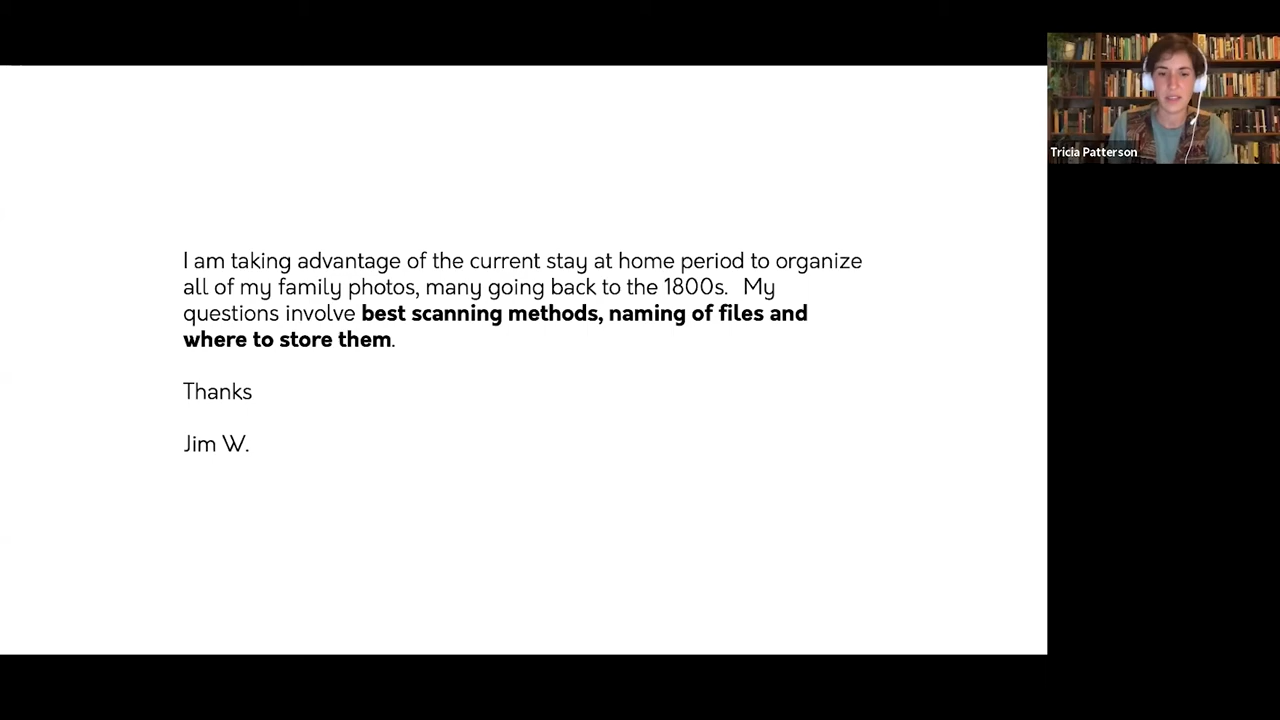 I am taking advantage of the current stay at home period to organize
all of my family photos, many going back to the 1800s.  My
questions involve best scanning methods, naming of files and
where to store them.
Thanks
Jim W.
Tricia Patterson